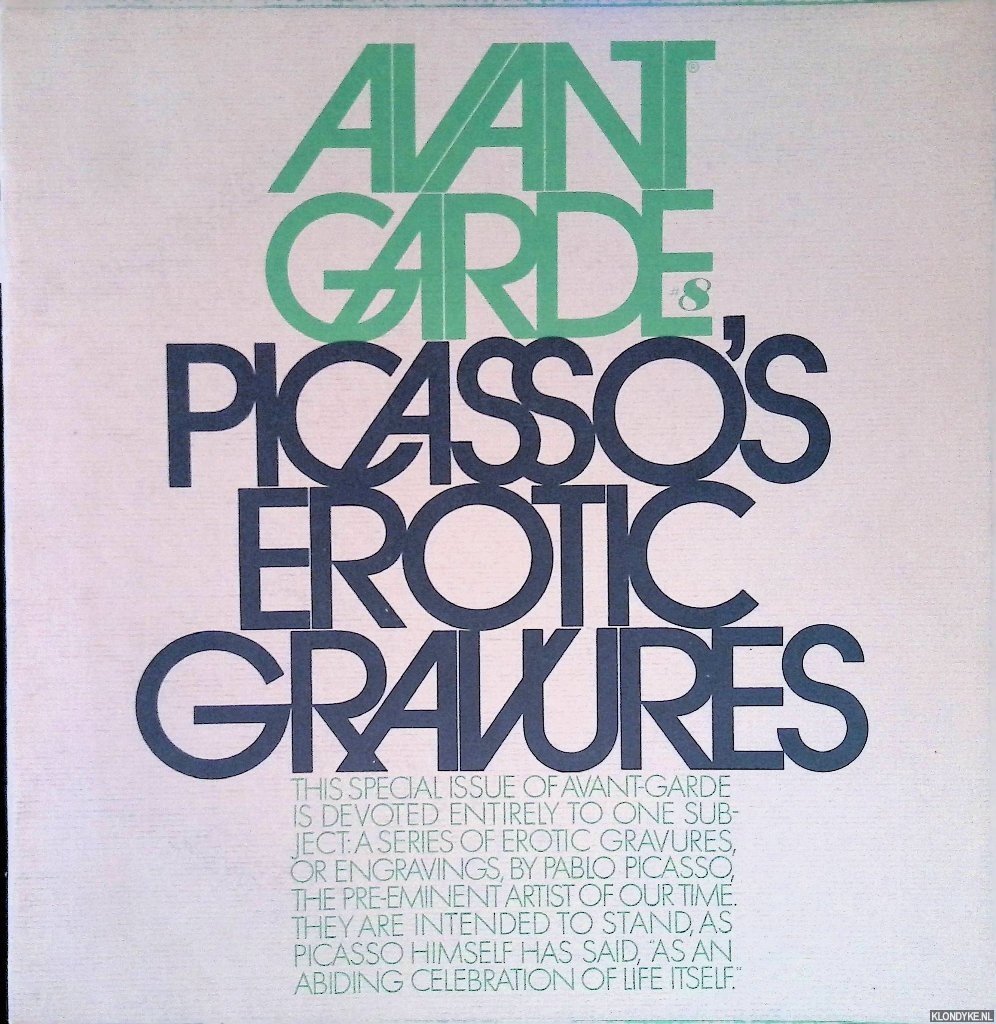 AVANT®
GARDE #8
PICASSO'S
EROTIC
GRAVURES
THIS SPECIAL ISSUE OF AVANT-GARDE
IS DEVOTED ENTIRELY TO ONE SUB-
JECT: A SERIES OF EROTIC GRAVURES,
OR ENGRAVINGS, BY PABLO PICASSO,
THE PRE-EMINENT ARTIST OF OUR TIME.
THEY ARE INTENDED TO STAND, AS
PICASSO HIMSELF HAS SAID, "AS AN
ABIDING CELEBRATION OF LIFE ITSELF."
KLONDYKE.NL